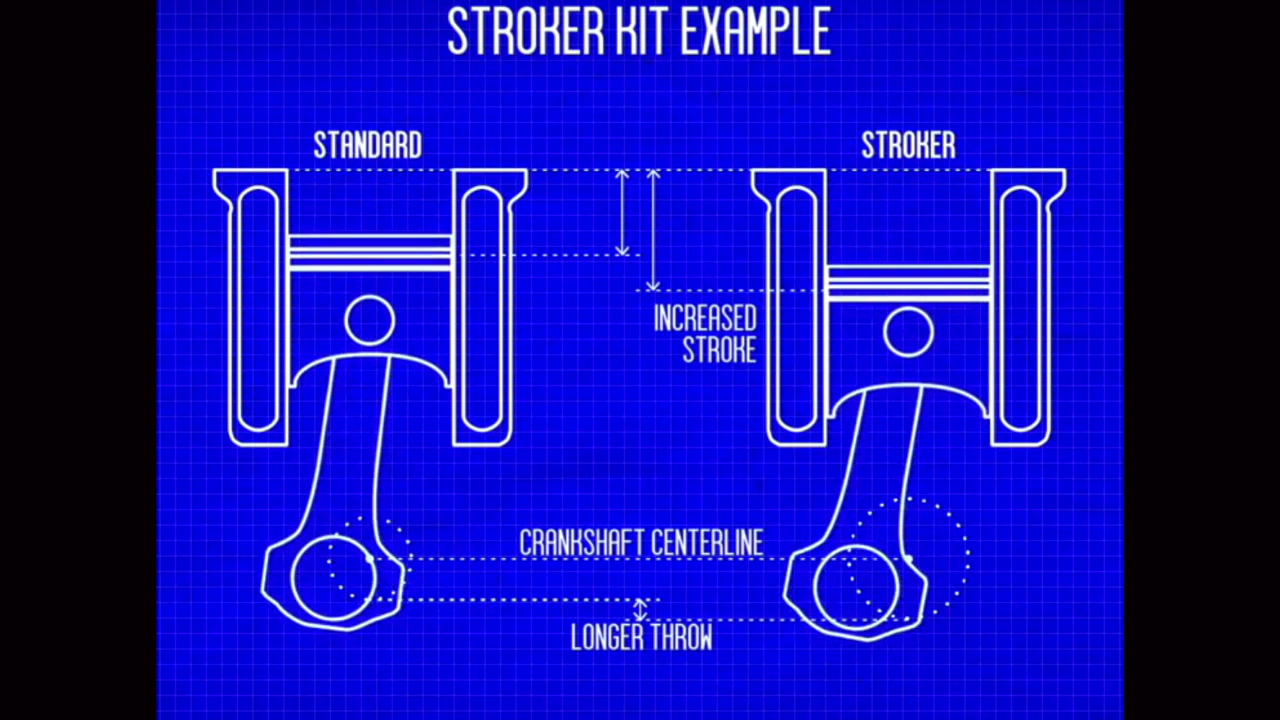 STROKER KIT EXAMPLE
STANDARD
STROKER
INCREASED
STROKE
CRANKSHAFT CENTERLINE
LONGER THROW